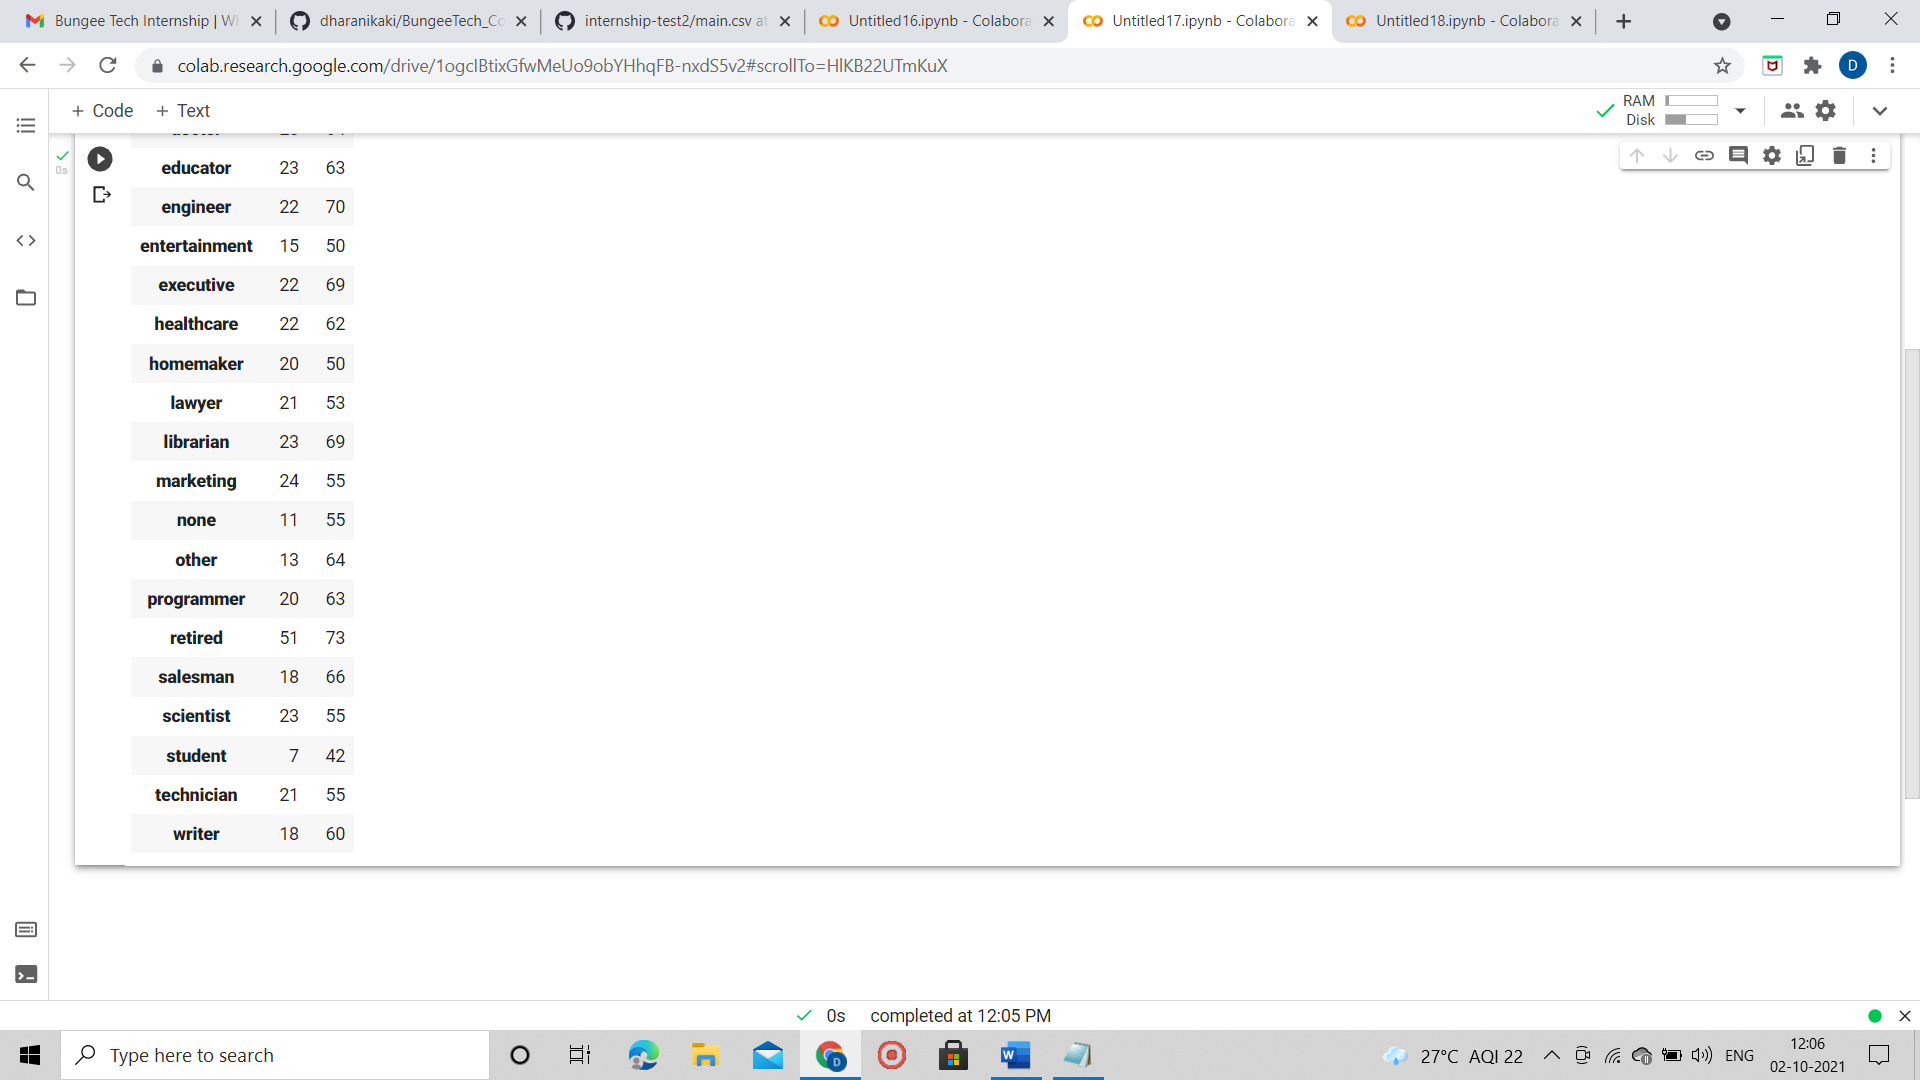 Bungee Tech Internship | W
dharanikaki/BungeeTech_Co
internship-test2/main.csv at
Untitled16.ipynb - Colabora
Untitled17.ipynb - Colabora
Untitled18.ipynb - Colabora
colab.research.google.com/drive/1ogcIBtixGfwMeUo9obYHhqFB-nxdS5v2#scrollTo=HlKB22UTmKuX
D
+ Code + Text
RAM
Disk
0s
educator 23 63
engineer 22 70
entertainment 15 50
executive 22 69
healthcare 22 62
homemaker 20 50
lawyer 21 53
librarian 23 69
marketing 24 55
none 11 55
other 13 64
programmer 20 63
retired 51 73
salesman 18 66
scientist 23 55
student 7 42
technician 21 55
writer 18 60
0s completed at 12:05 PM
Type here to search
27°C AQI 22
ENG
12:06
02-10-2021